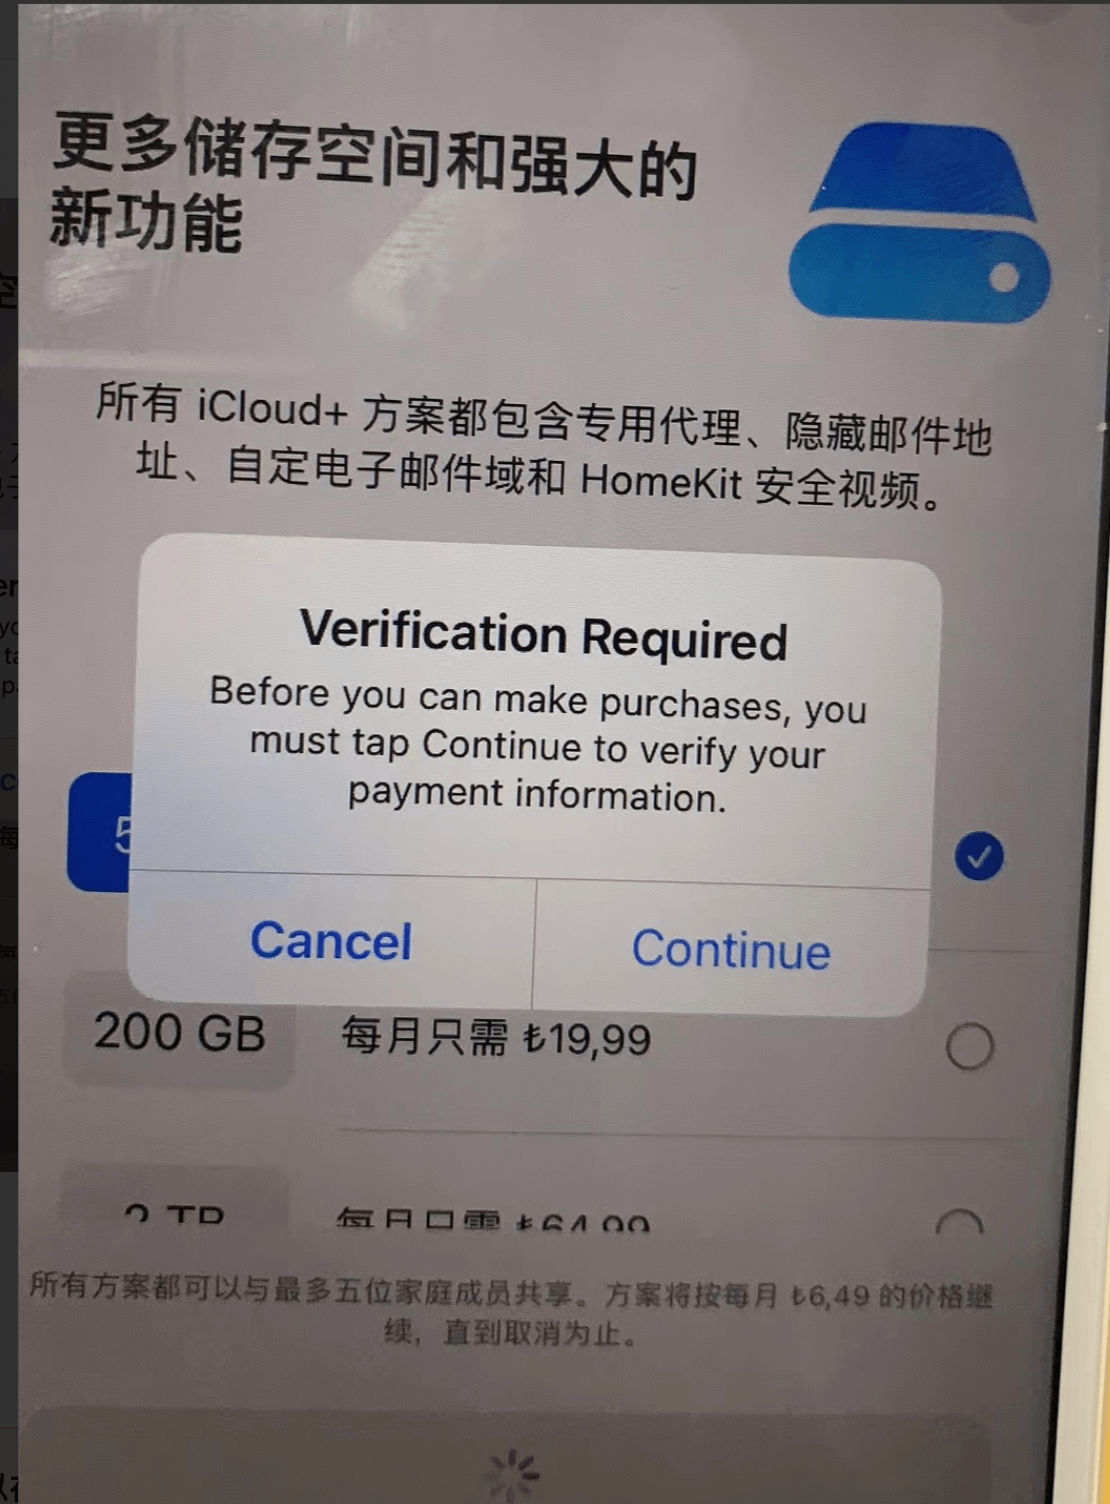 更多储存空间和强大的
新功能
所有 iCloud+ 方案都包含专用代理、隐藏邮件地
址、自定电子邮件域和 HomeKit 安全视频。
Verification Required
Before you can make purchases, you
must tap Continue to verify your
payment information.
5
Cancel
Continue
200 GB
每月只需 ₺19,99
2 TB
每月只需 ₺64,99
所有方案都可以与最多五位家庭成员共享。方案将按每月 ₺6,49 的价格继
续，直到取消为止。